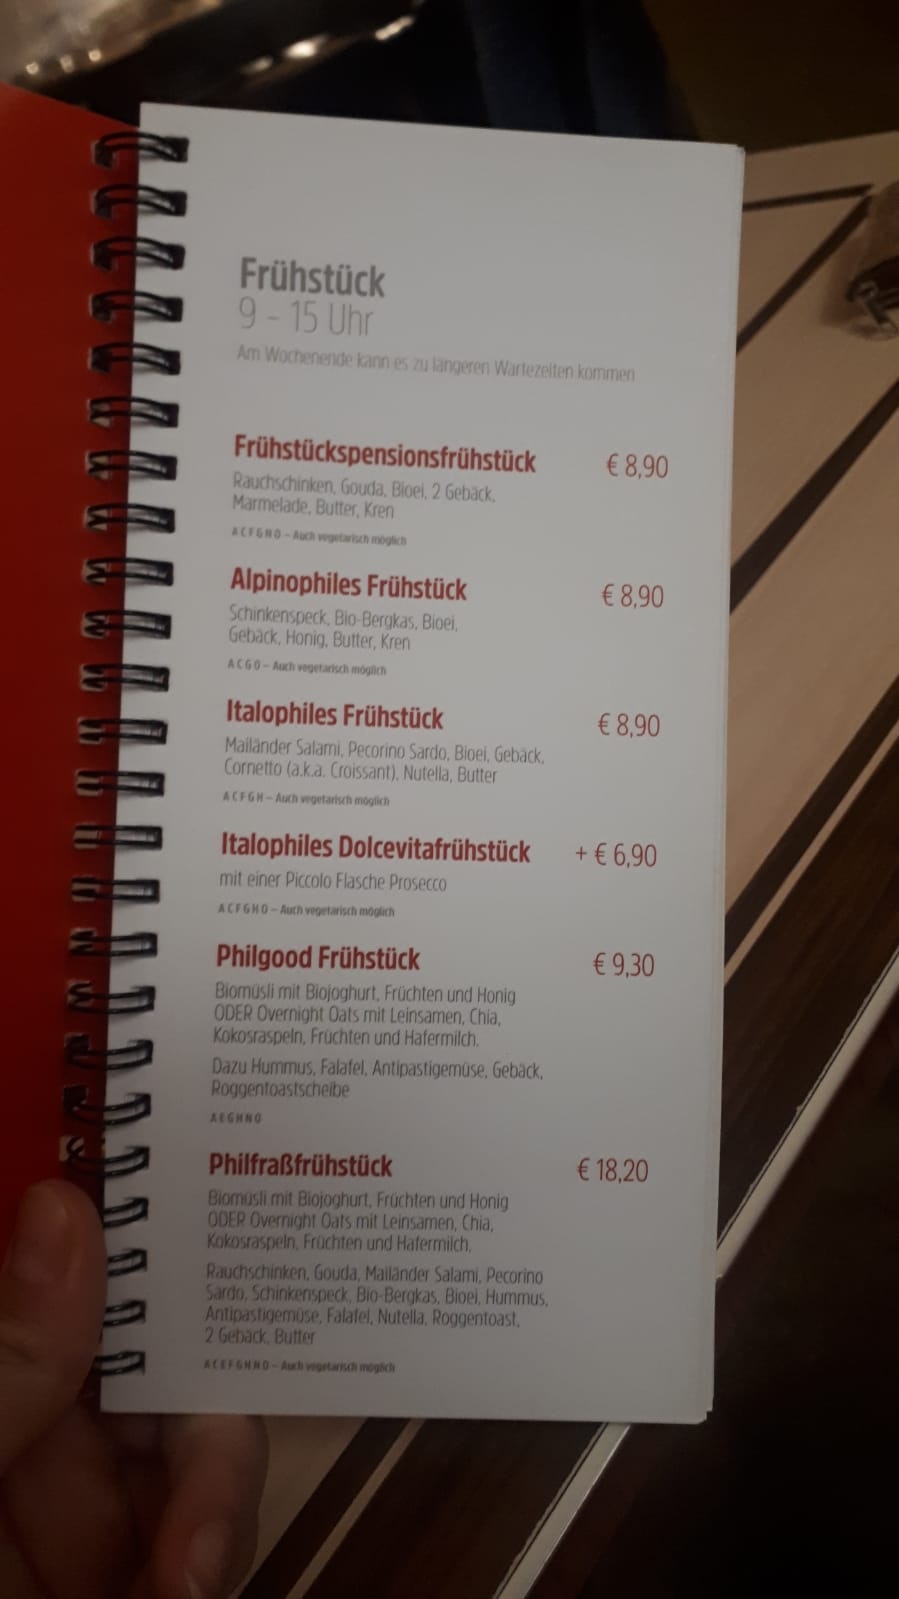 Frühstück
9 – 15 Uhr
Am Wochenende kann es zu längeren Wartezeiten kommen
Frühstückspensionsfrühstück € 8,90
Rauchschinken, Gouda, Bioei, 2 Gebäck,
Marmelade, Butter, Kren
A C F G N O – Auch vegetarisch möglich
Alpinophiles Frühstück € 8,90
Schinkenspeck, Bio-Bergkas, Bioei,
Gebäck, Honig, Butter, Kren
A C G O – Auch vegetarisch möglich
Italophiles Frühstück € 8,90
Mailänder Salami, Pecorino Sardo, Bioei, Gebäck,
Cornetto (a.k.a. Croissant), Nutella, Butter
A C F G H – Auch vegetarisch möglich
Italophiles Dolcevitafrühstück + € 6,90
mit einer Piccolo Flasche Prosecco
A C F G H O – Auch vegetarisch möglich
Philgood Frühstück € 9,30
Biomüsli mit Biojoghurt, Früchten und Honig
ODER Overnight Oats mit Leinsamen, Chia,
Kokosraspeln, Früchten und Hafermilch.
Dazu Hummus, Falafel, Antipastigemüse, Gebäck,
Roggentoastscheibe
A E G H N O
Philfraßfrühstück € 18,20
Biomüsli mit Biojoghurt, Früchten und Honig
ODER Overnight Oats mit Leinsamen, Chia,
Kokosraspeln, Früchten und Hafermilch,
Rauchschinken, Gouda, Mailänder Salami, Pecorino
Sardo, Schinkenspeck, Bio-Bergkas, Bioei, Hummus,
Antipastigemüse, Falafel, Nutella, Roggentoast,
2 Gebäck, Butter
A C E F G H N O – Auch vegetarisch möglich